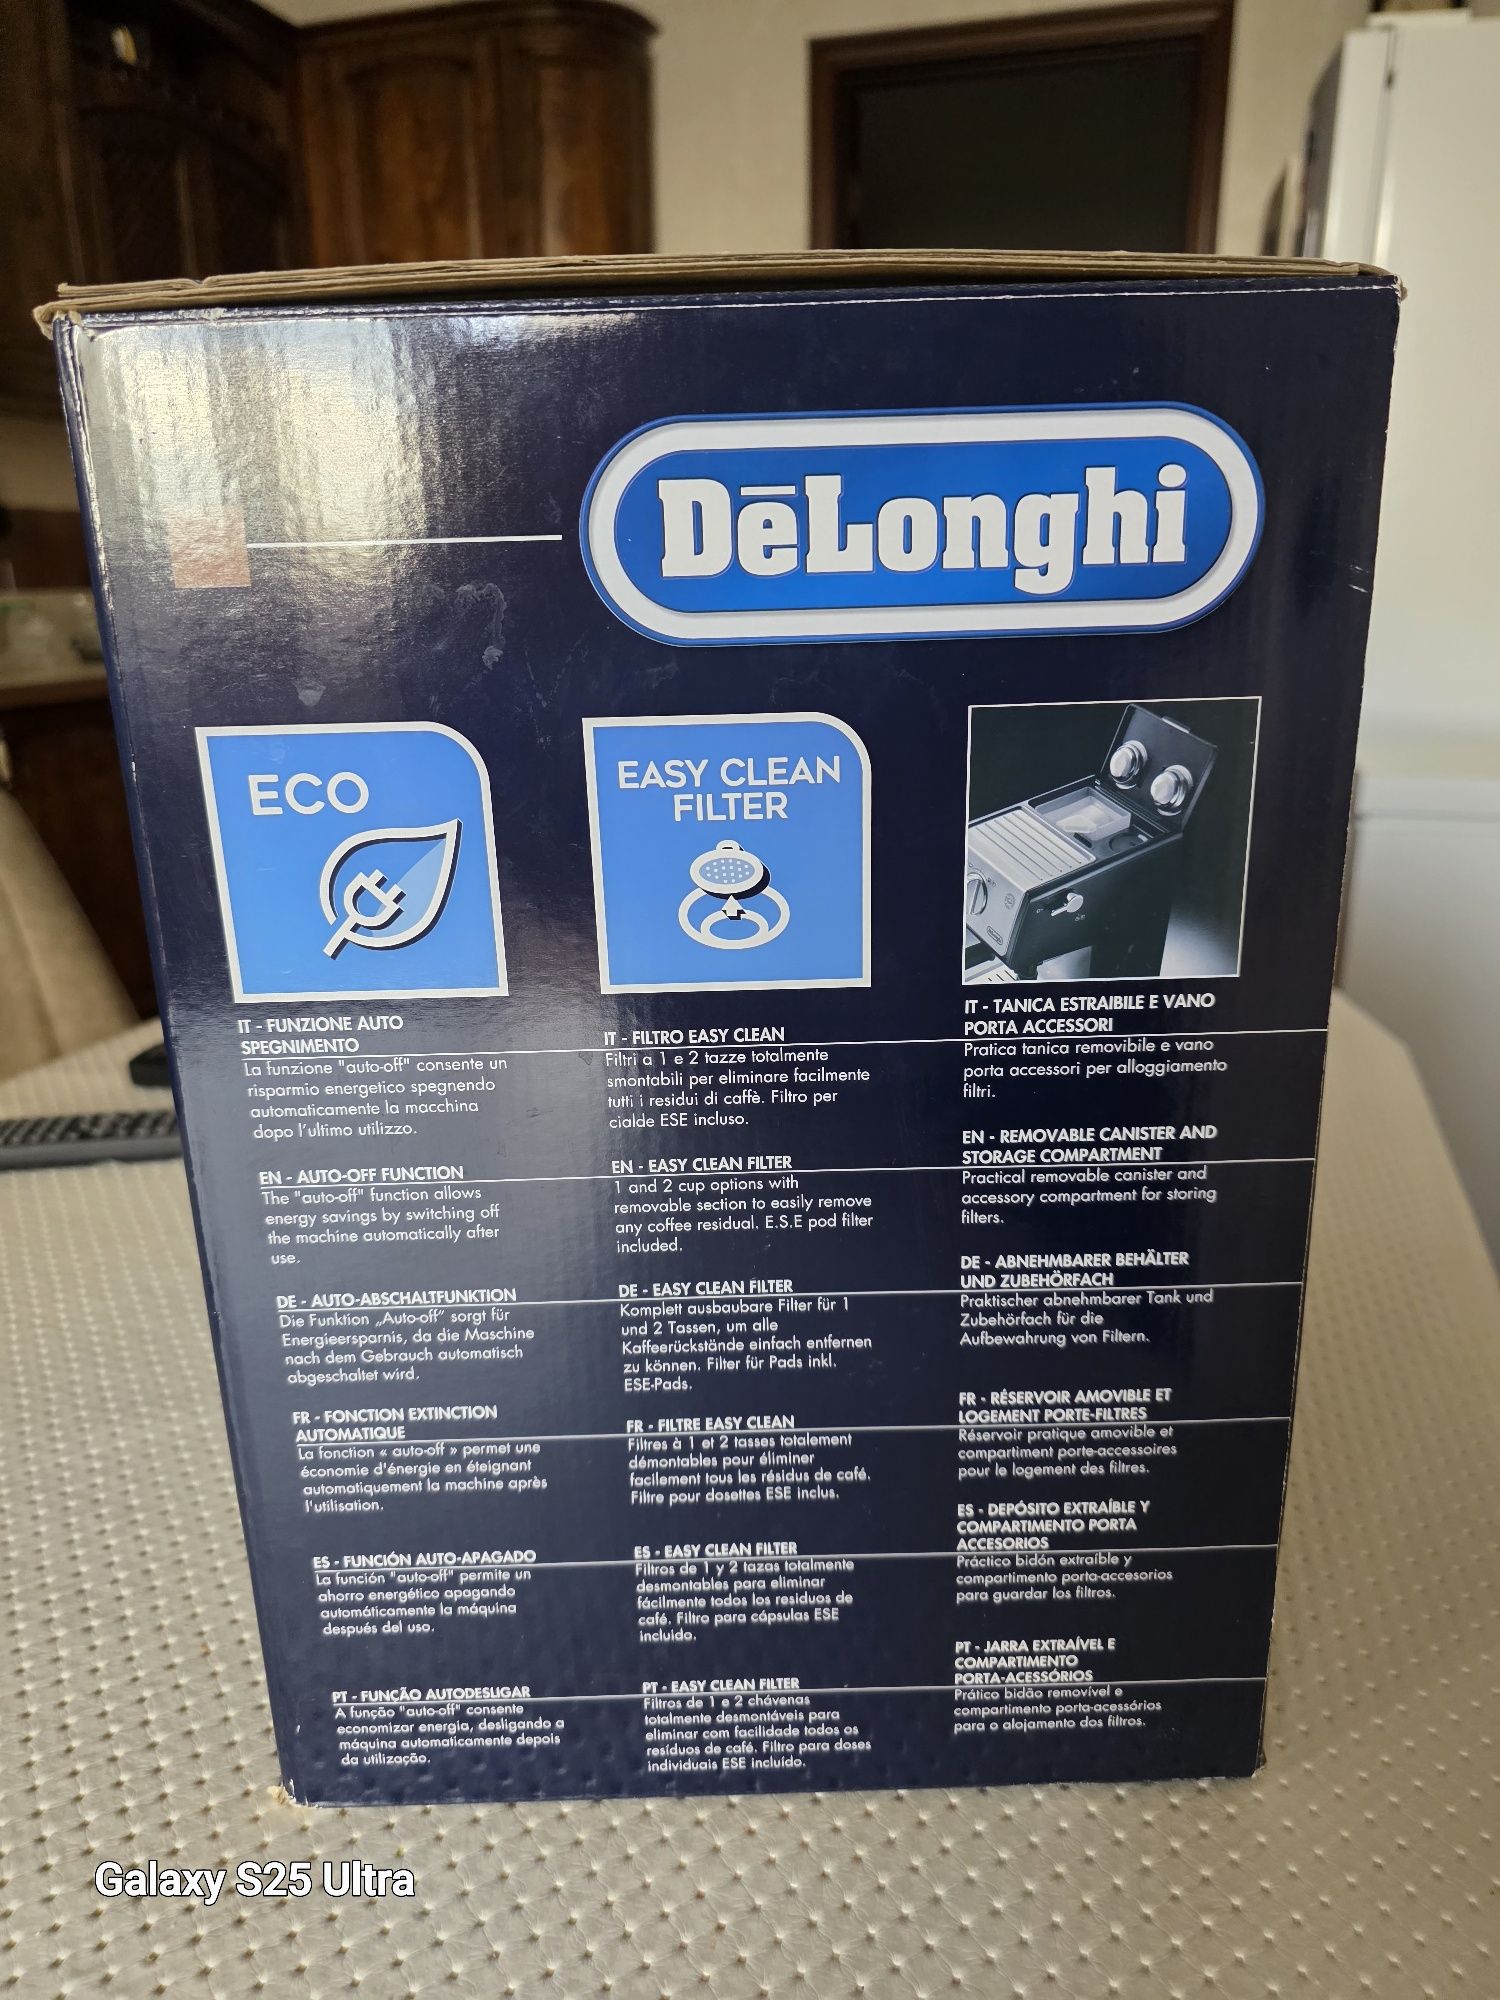 DeLonghi
ECO
EASY CLEAN
FILTER
DeLonghi
IT - FUNZIONE AUTO
SPEGNIMENTO
La funzione "auto-off" consente un
risparmio energetico spegnendo
automaticamente la macchina
dopo l'ultimo utilizzo.
EN - AUTO-OFF FUNCTION
The "auto-off" function allows
energy savings by switching off
the machine automatically after
use.
DE - AUTO-ABSCHALTFUNKTION
Die Funktion „Auto-off“ sorgt für
Energieersparnis, da die Maschine
nach dem Gebrauch automatisch
abgeschaltet wird.
FR - FONCTION EXTINCTION
AUTOMATIQUE
La fonction « auto-off » permet une
économie d'énergie en éteignant
automatiquement la machine après
l'utilisation.
ES - FUNCIÓN AUTO-APAGADO
La función "auto-off" permite un
ahorro energético apagando
automáticamente la máquina
después del uso.
PT - FUNÇÃO AUTODESLIGAR
A função "auto-off" consente
economizar energia, desligando a
máquina automaticamente depois
da utilização.
IT - FILTRO EASY CLEAN
Filtri a 1 e 2 tazze totalmente
smontabili per eliminare facilmente
tutti i residui di caffè. Filtro per
cialde ESE incluso.
EN - EASY CLEAN FILTER
1 and 2 cup options with
removable section to easily remove
any coffee residual. E.S.E pod filter
included.
DE - EASY CLEAN FILTER
Komplett ausbaubare Filter für 1
und 2 Tassen, um alle
Kaffeerückstände einfach entfernen
zu können. Filter für Pads inkl.
ESE-Pads.
FR - FILTRE EASY CLEAN
Filtres à 1 et 2 tasses totalement
démontables pour éliminer
facilement tous les résidus de café.
Filtre pour dosettes ESE inclus.
ES - EASY CLEAN FILTER
Filtros de 1 y 2 tazas totalmente
desmontables para eliminar
fácilmente todos los residuos de
café. Filtro para cápsulas ESE
incluido.
PT - EASY CLEAN FILTER
Filtros de 1 e 2 chávenas
totalmente desmontáveis para
eliminar com facilidade todos os
resíduos de café. Filtro para doses
individuais ESE incluído.
IT - TANICA ESTRAIBILE E VANO
PORTA ACCESSORI
Pratica tanica removibile e vano
porta accessori per alloggiamento
filtri.
EN - REMOVABLE CANISTER AND
STORAGE COMPARTMENT
Practical removable canister and
accessory compartment for storing
filters.
DE - ABNEHMBARER BEHÄLTER
UND ZUBEHÖRFACH
Praktischer abnehmbarer Tank und
Zubehörfach für die
Aufbewahrung von Filtern.
FR - RÉSERVOIR AMOVIBLE ET
LOGEMENT PORTE-FILTRES
Réservoir pratique amovible et
compartiment porte-accessoires
pour le logement des filtres.
ES - DEPÓSITO EXTRAÍBLE Y
COMPARTIMENTO PORTA
ACCESORIOS
Práctico bidón extraíble y
compartimento porta-accesorios
para guardar los filtros.
PT - JARRA EXTRAÍVEL E
COMPARTIMENTO
PORTA-ACESSÓRIOS
Prático bidão removível e
compartimento porta-acessórios
para o alojamento dos filtros.
Galaxy S25 Ultra